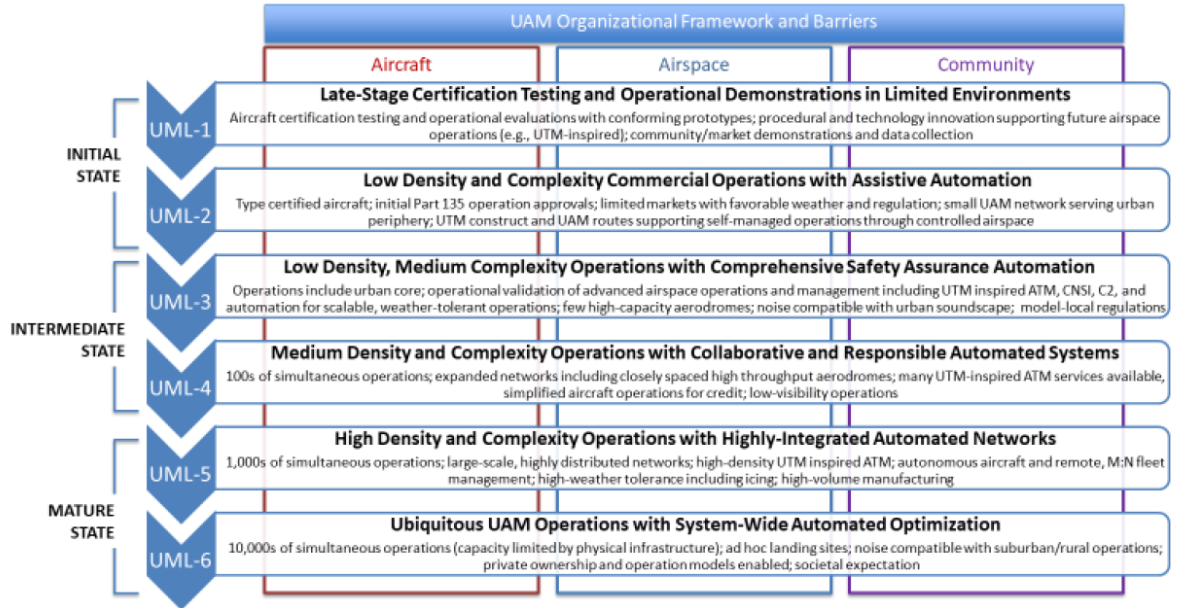 UAM Organizational Framework and Barriers
Aircraft
Airspace
Community
INITIAL
STATE
UML-1
Late-Stage Certification Testing and Operational Demonstrations in Limited Environments
Aircraft certification testing and operational evaluations with conforming prototypes; procedural and technology innovation supporting future airspace
operations (e.g., UTM-inspired); community/market demonstrations and data collection
UML-2
Low Density and Complexity Commercial Operations with Assistive Automation
Type certified aircraft; initial Part 135 operation approvals; limited markets with favorable weather and regulation; small UAM network serving urban
periphery; UTM construct and UAM routes supporting self-managed operations through controlled airspace
INTERMEDIATE
STATE
UML-3
Low Density, Medium Complexity Operations with Comprehensive Safety Assurance Automation
Operations include urban core; operational validation of advanced airspace operations and management including UTM inspired ATM, CNSI, C2, and
automation for scalable, weather-tolerant operations; few high-capacity aerodromes; noise compatible with urban soundscape; model-local regulations
UML-4
Medium Density and Complexity Operations with Collaborative and Responsible Automated Systems
100s of simultaneous operations; expanded networks including closely spaced high throughput aerodromes; many UTM-inspired ATM services available,
simplified aircraft operations for credit; low-visibility operations
MATURE
STATE
UML-5
High Density and Complexity Operations with Highly-Integrated Automated Networks
1,000s of simultaneous operations; large-scale, highly distributed networks; high-density UTM inspired ATM; autonomous aircraft and remote, M:N fleet
management; high-weather tolerance including icing; high-volume manufacturing
UML-6
Ubiquitous UAM Operations with System-Wide Automated Optimization
10,000s of simultaneous operations (capacity limited by physical infrastructure); ad hoc landing sites; noise compatible with suburban/rural operations;
private ownership and operation models enabled; societal expectation